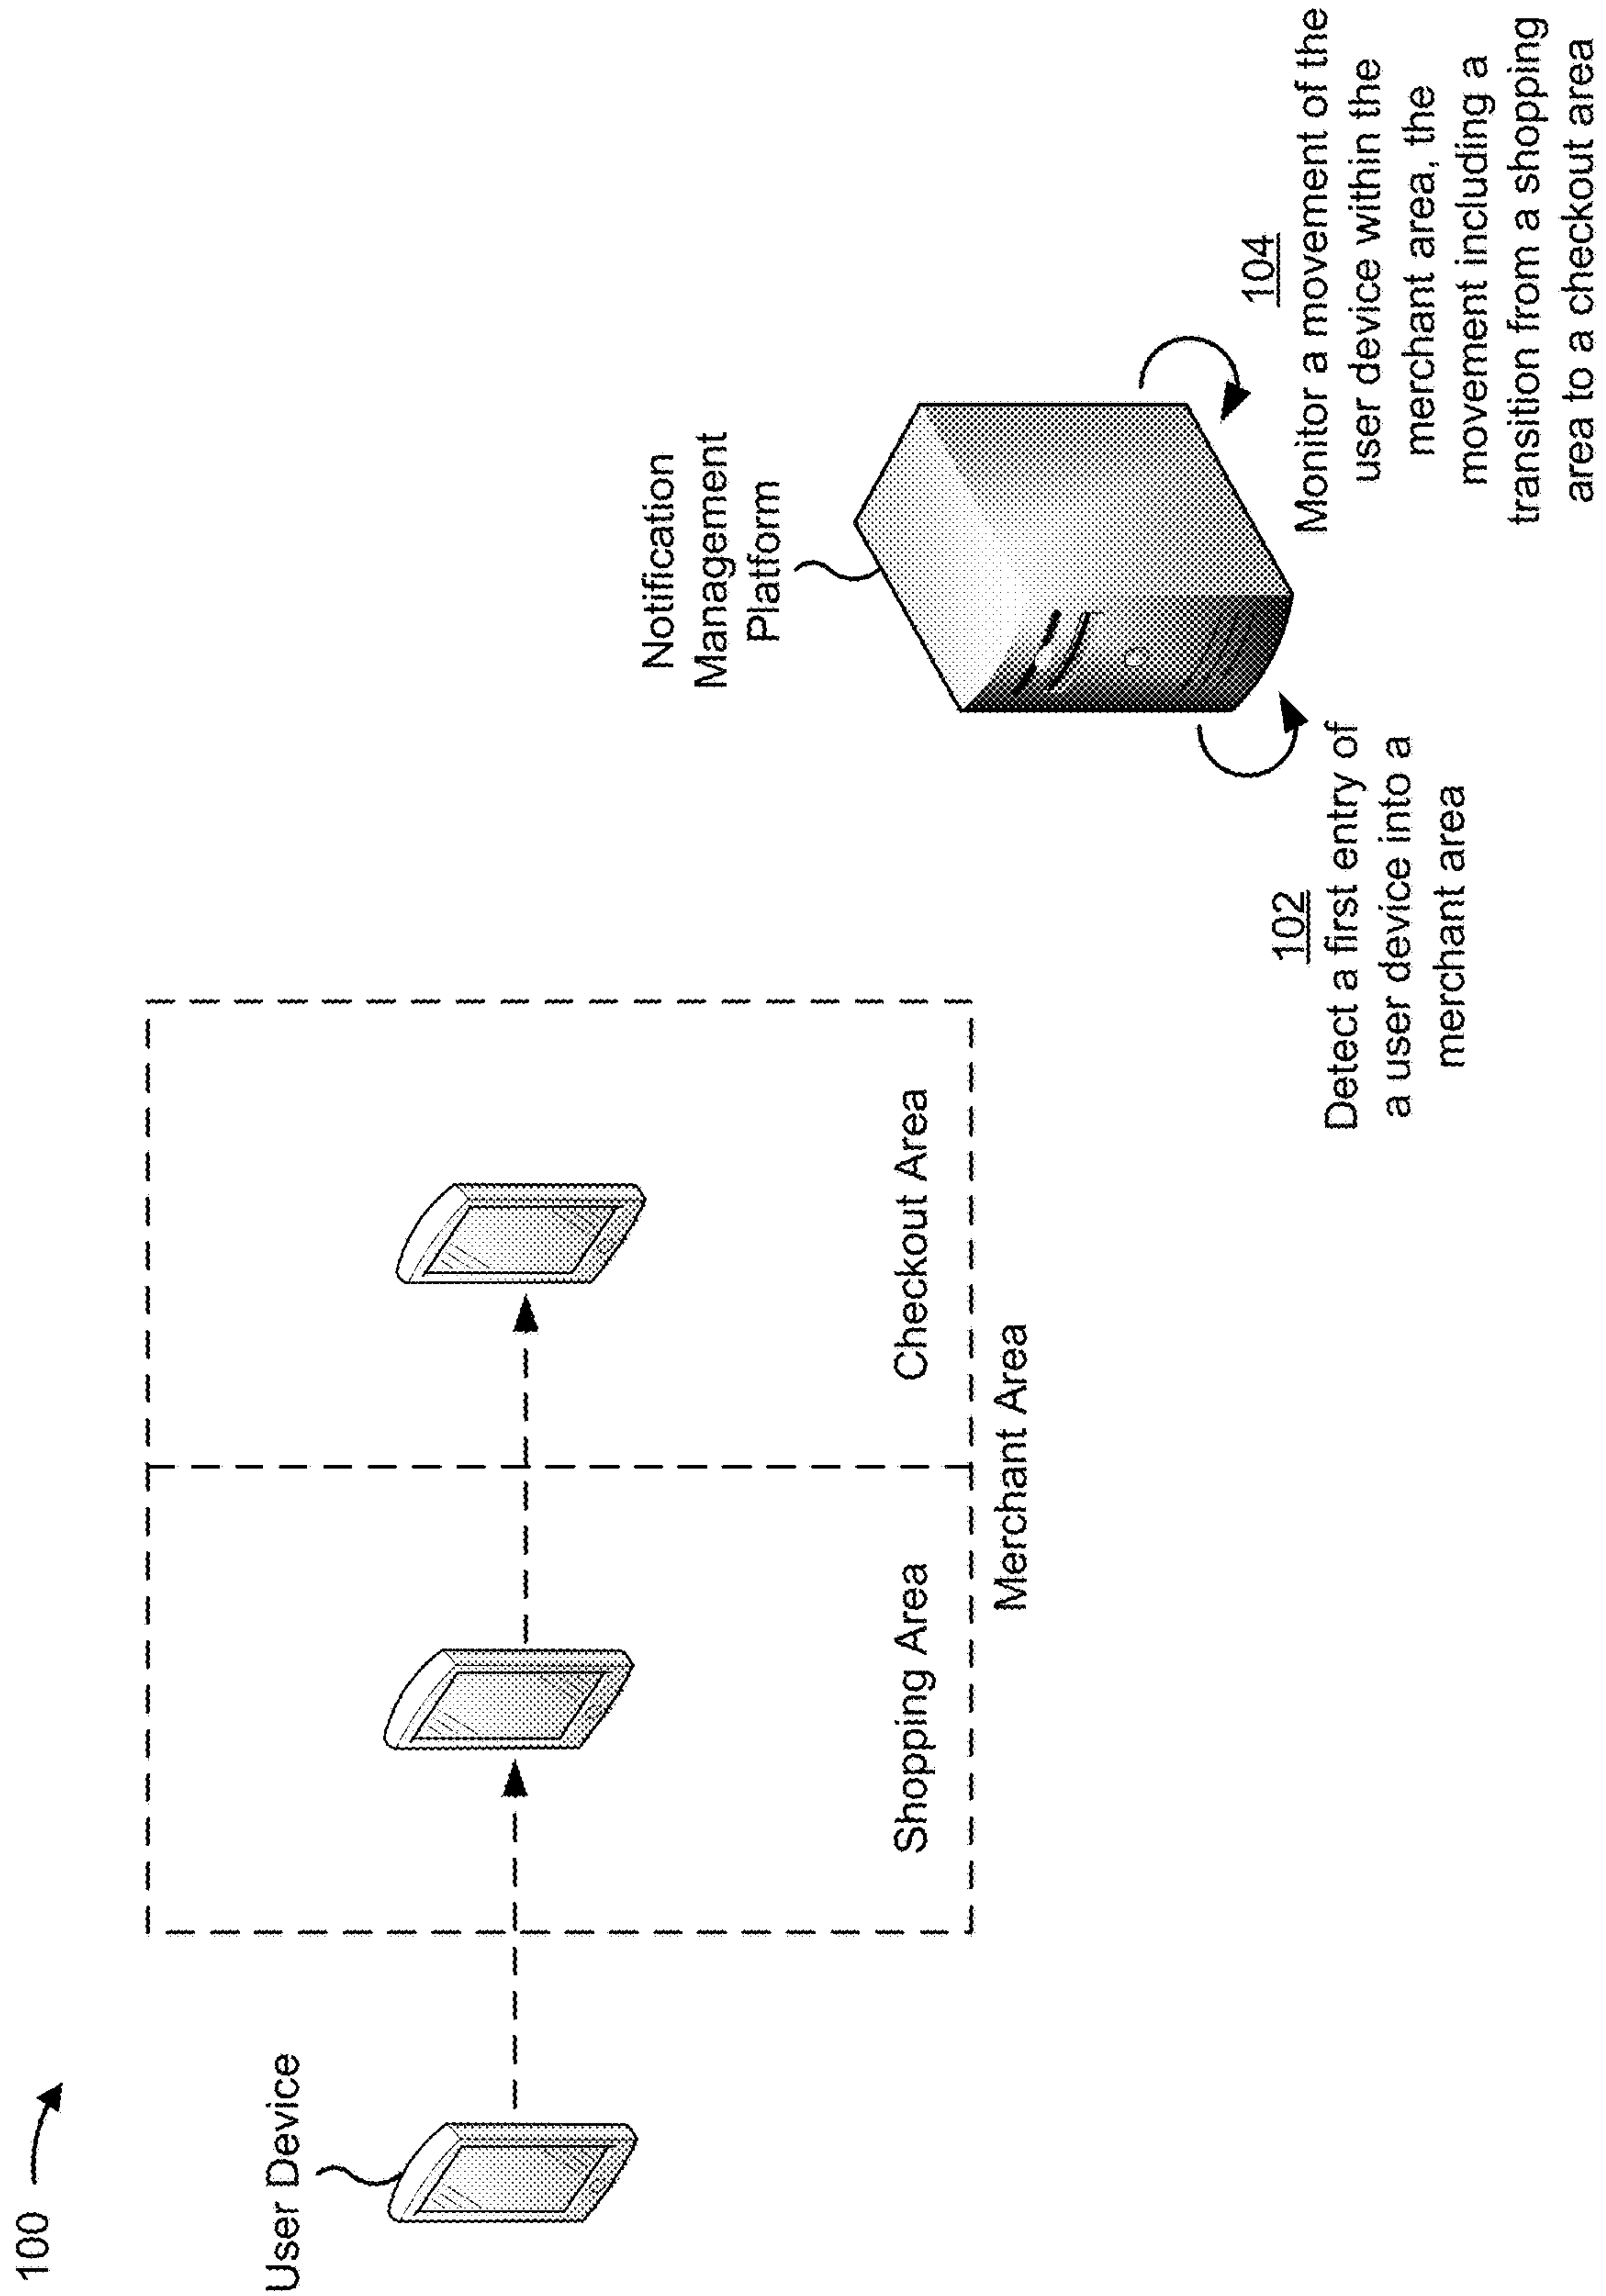 100
User Device
Shopping Area
Checkout Area
Merchant Area
Notification
Management
Platform
102
Detect a first entry of
a user device into a
merchant area
104
Monitor a movement of the
user device within the
merchant area, the
movement including a
transition from a shopping
area to a checkout area